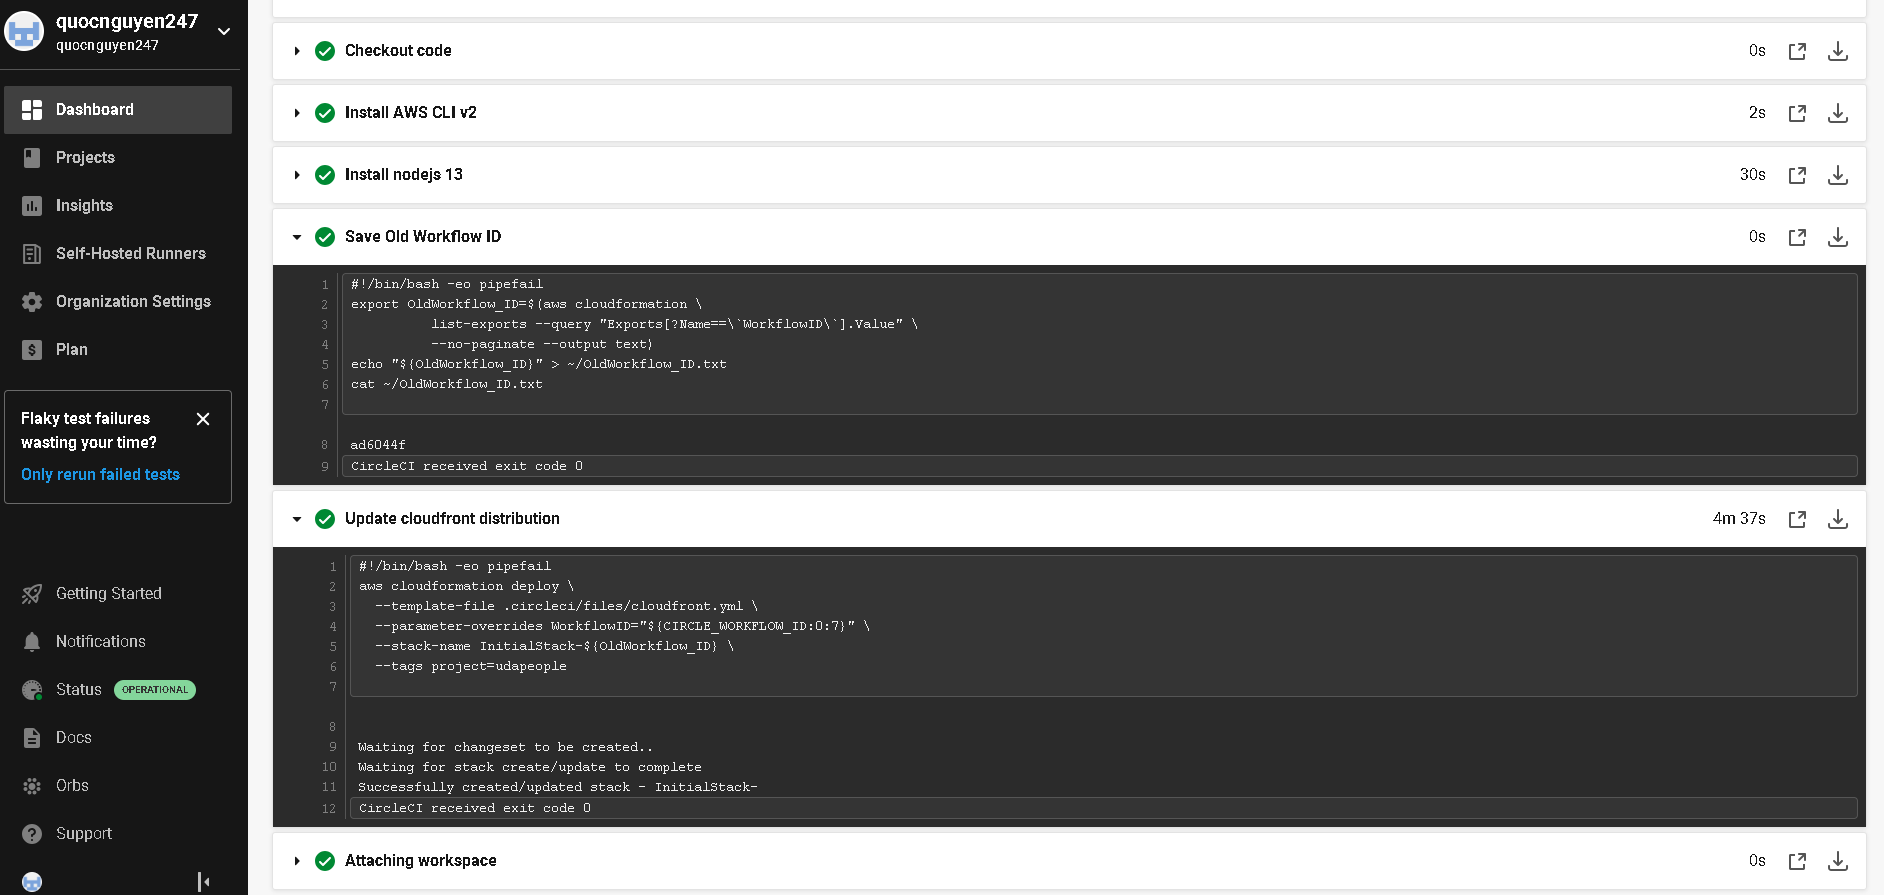 quocnguyen247
quocnguyen247
Dashboard
Projects
Insights
Self-Hosted Runners
Organization Settings
Plan
Flaky test failures
wasting your time?
Only rerun failed tests
Getting Started
Notifications
Status OPERATIONAL
Docs
Orbs
Support
Checkout code 0s
Install AWS CLI v2 2s
Install nodejs 13 30s
Save Old Workflow ID 0s
1 #!/bin/bash -eo pipefail
2 export OldWorkflow_ID=$(aws cloudformation \
3 list-exports --query "Exports[?Name==\`WorkflowID\`].Value" \
4 --no-paginate --output text)
5 echo "${OldWorkflow_ID}" > ~/OldWorkflow_ID.txt
6 cat ~/OldWorkflow_ID.txt
7
8 ad6044f
9 CircleCI received exit code 0
Update cloudfront distribution 4m 37s
1 #!/bin/bash -eo pipefail
2 aws cloudformation deploy \
3 --template-file .circleci/files/cloudfront.yml \
4 --parameter-overrides WorkflowID="${CIRCLE_WORKFLOW_ID:0:7}" \
5 --stack-name InitialStack-${OldWorkflow_ID} \
6 --tags project=udapeople
7
8
9 Waiting for changeset to be created..
10 Waiting for stack create/update to complete
11 Successfully created/updated stack - InitialStack-
12 CircleCI received exit code 0
Attaching workspace 0s